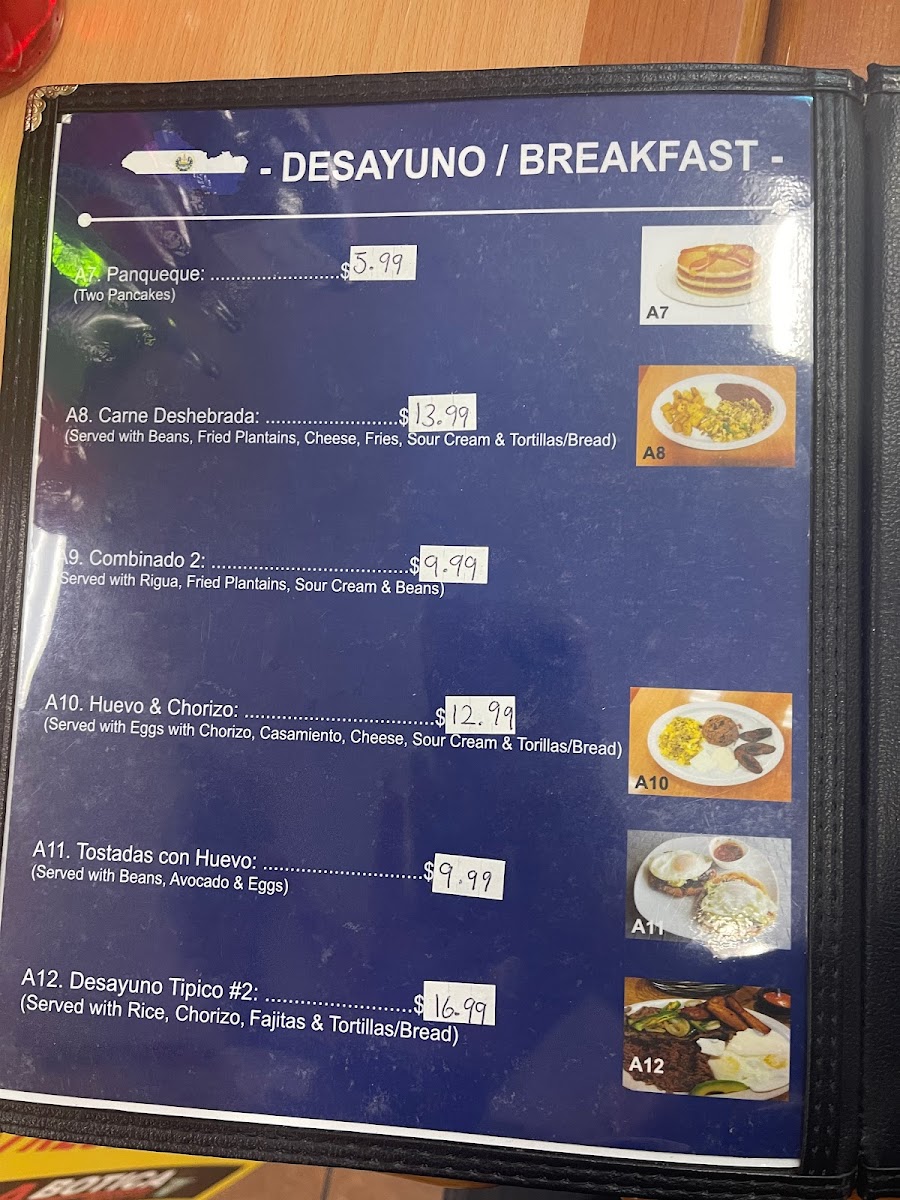 - DESAYUNO / BREAKFAST -
A7. Panqueque: ........................$5.99
(Two Pancakes)
A7
A8. Carne Deshebrada: .........................$13.99
(Served with Beans, Fried Plantains, Cheese, Fries, Sour Cream & Tortillas/Bread)
A8
A9. Combinado 2: .....................................$9.99
(Served with Rigua, Fried Plantains, Sour Cream & Beans)
A10. Huevo & Chorizo: ...................................$12.99
(Served with Eggs with Chorizo, Casamiento, Cheese, Sour Cream & Torillas/Bread)
A10
A11. Tostadas con Huevo: ..............................$9.99
(Served with Beans, Avocado & Eggs)
A11
A12. Desayuno Tipico #2: ...........................$16.99
(Served with Rice, Chorizo, Fajitas & Tortillas/Bread)
A12
BOTICA